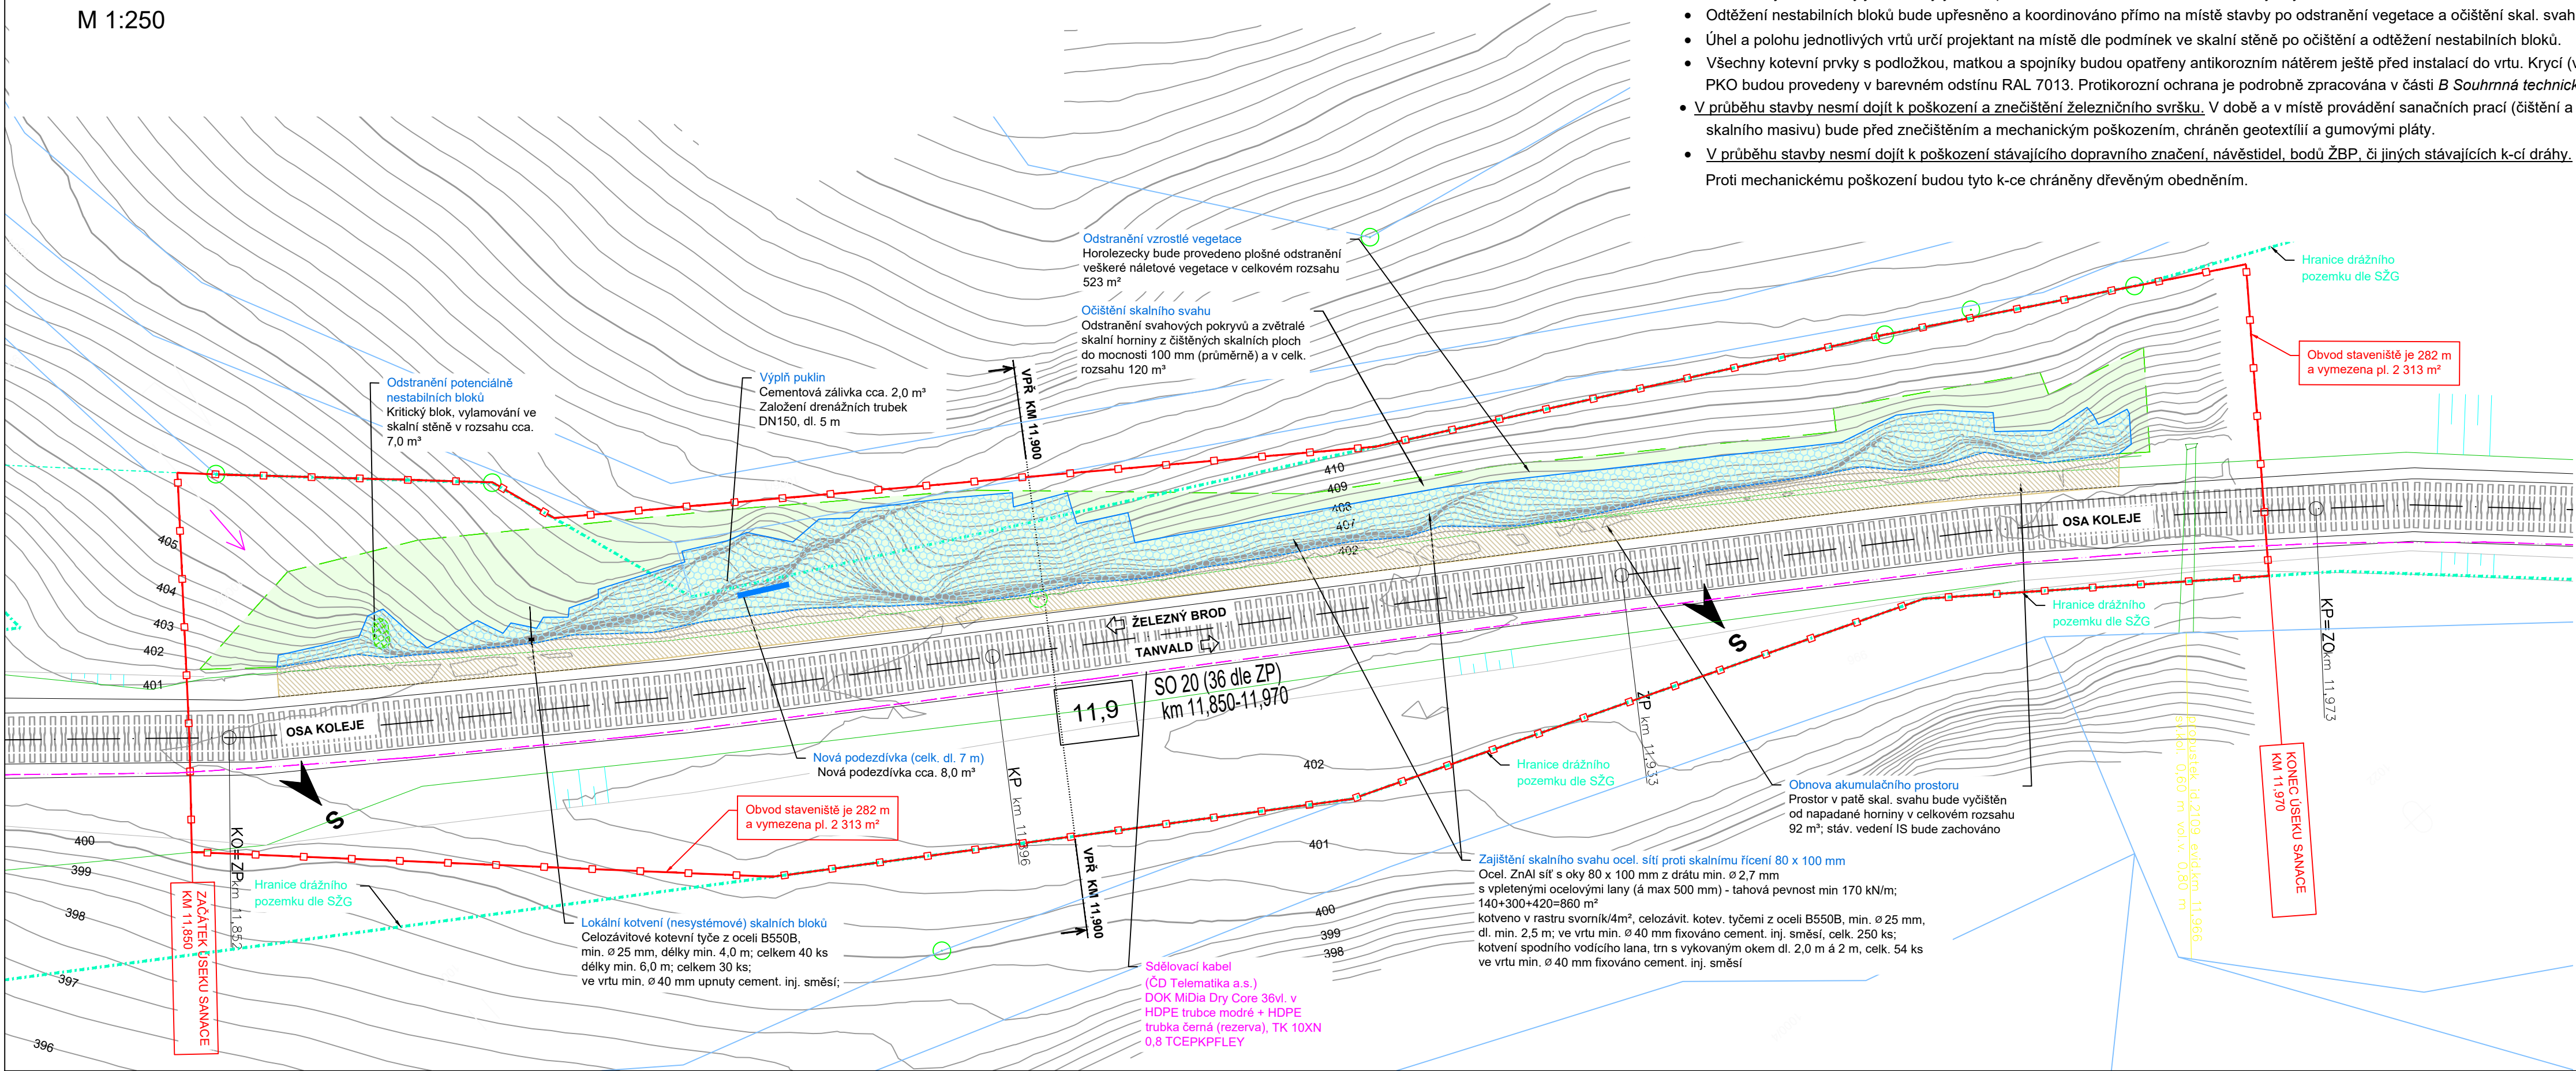 M 1:250
• Odtěžení nestabilních bloků bude upřesněno a koordinováno přímo na místě stavby po odstranění vegetace a očištění skal. svah
• Úhel a polohu jednotlivých vrtů určí projektant na místě dle podmínek ve skalní stěně po očištění a odtěžení nestabilních bloků.
• Všechny kotevní prvky s podložkou, matkou a spojníky budou opatřeny antikorozním nátěrem ještě před instalací do vrtu. Krycí (v
PKO budou provedeny v barevném odstínu RAL 7013. Protikorozní ochrana je podrobně zpracována v části B Souhrnná technick
• V průběhu stavby nesmí dojít k poškození a znečištění železničního svršku. V době a v místě provádění sanačních prací (čištění a
skalního masivu) bude před znečištěním a mechanickým poškozením, chráněn geotextílií a gumovými pláty.
• V průběhu stavby nesmí dojít k poškození stávajícího dopravního značení, návěstidel, bodů ŽBP, či jiných stávajících k-cí dráhy.
Proti mechanickému poškození budou tyto k-ce chráněny dřevěným obedněním.
Odstranění vzrostlé vegetace
Horolezecky bude provedeno plošné odstranění
veškeré náletové vegetace v celkovém rozsahu
523 m²
Hranice drážního
pozemku dle SŽG
Očištění skalního svahu
Odstranění svahových pokryvů a zvětralé
skalní horniny z čištěných skalních ploch
do mocnosti 100 mm (průměrně) a v celk.
rozsahu 120 m³
Obvod staveniště je 282 m
a vymezena pl. 2 313 m²
Odstranění potenciálně
nestabilních bloků
Kritický blok, vylamování ve
skalní stěně v rozsahu cca.
7,0 m³
Výplň puklin
Cementová zálivka cca. 2,0 m³
Založení drenážních trubek
DN150, dl. 5 m
VPŘ KM 11,900
410
409
408
407
402
405
404
403
402
401
OSA KOLEJE
ŽELEZNÝ BROD
TANVALD
OSA KOLEJE
S
S
11,9
SO 20 (36 dle ZP)
km 11,850-11,970
Hranice drážního
pozemku dle SŽG
KP=ZO km 11,973
KONEC ÚSEKU SANACE
KM 11,970
ZP km 11,933
KP km 11,896
Nová podezdívka (celk. dl. 7 m)
Nová podezdívka cca. 8,0 m³
Hranice drážního
pozemku dle SŽG
402
401
400
399
398
Obnova akumulačního prostoru
Prostor v patě skal. svahu bude vyčištěn
od napadané horniny v celkovém rozsahu
92 m³; stáv. vedení IS bude zachováno
Obvod staveniště je 282 m
a vymezena pl. 2 313 m²
VPŘ KM 11,900
KO=ZP km 11,852
ZAČÁTEK ÚSEKU SANACE
KM 11,850
Hranice drážního
pozemku dle SŽG
400
399
398
397
396
Zajištění skalního svahu ocel. sítí proti skalnímu řícení 80 x 100 mm
Ocel. ZnAl síť s oky 80 x 100 mm z drátu min. ⌀ 2,7 mm
s vpletenými ocelovými lany (á max 500 mm) - tahová pevnost min 170 kN/m;
140+300+420=860 m²
kotveno v rastru svorník/4m², celozávit. kotev. tyčemi z oceli B550B, min. ⌀ 25 mm,
dl. min. 2,5 m; ve vrtu min. ⌀ 40 mm fixováno cement. inj. směsí, celk. 250 ks;
kotvení spodního vodícího lana, trn s vykovaným okem dl. 2,0 m á 2 m, celk. 54 ks
ve vrtu min. ⌀ 40 mm fixováno cement. inj. směsí
Lokální kotvení (nesystémové) skalních bloků
Celozávitové kotevní tyče z oceli B550B,
min. ⌀ 25 mm, délky min. 4,0 m; celkem 40 ks
délky min. 6,0 m; celkem 30 ks;
ve vrtu min. ⌀ 40 mm upnuty cement. inj. směsí;
Sdělovací kabel
(ČD Telematika a.s.)
DOK MiDia Dry Core 36vl. v
HDPE trubce modré + HDPE
trubka černá (rezerva), TK 10XN
0,8 TCEPKPFLEY